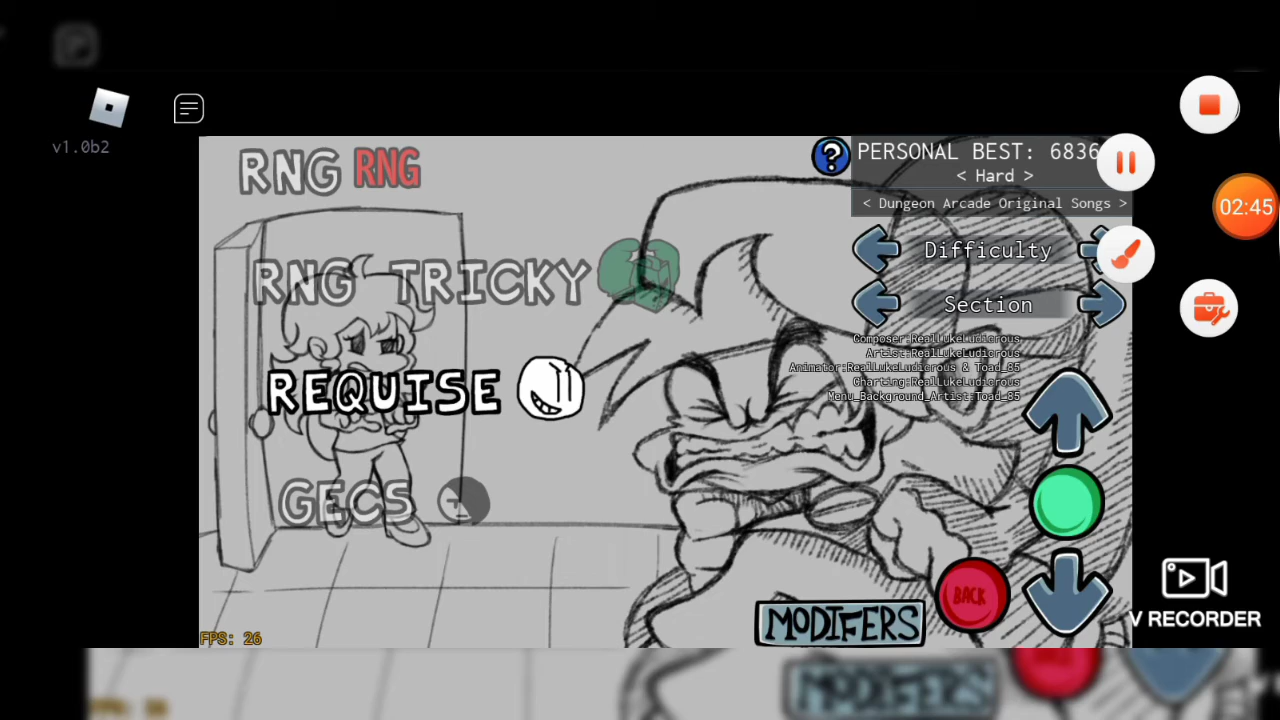 v1.0b2
RNG RNG
PERSONAL BEST: 6836
< Hard >
< Dungeon Arcade Original Songs >
02:45
RNG TRICKY
Difficulty
Section
Composer:RealLukeLudicrous
Artist:RealLukeLudicrous
Animator:RealLukeLudicrous & Toad_85
Charting:RealLukeLudicrous
Menu_Background_Artist:Toad_85
REQUISE
GECS
BACK
MODIFERS
V RECORDER
FPS: 26